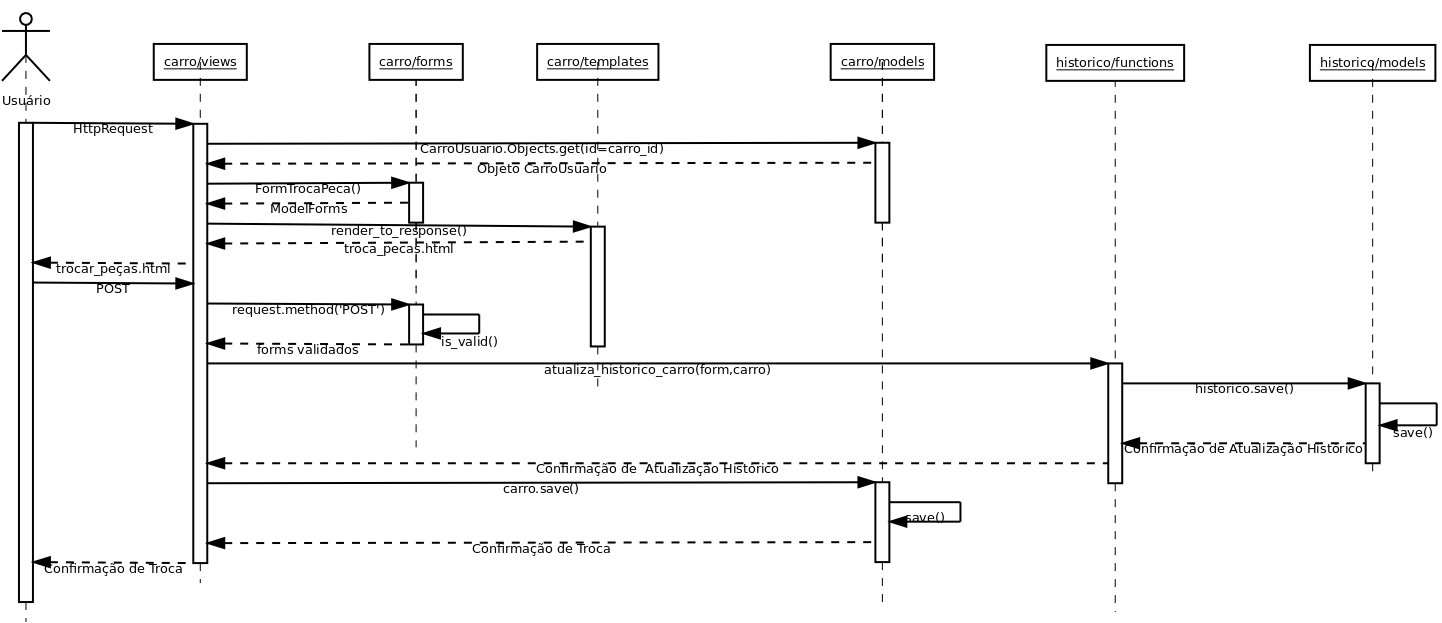 carro/views
carro/forms
carro/templates
carro/models
historico/functions
historico/models
Usuário
HttpRequest
CarroUsuario.Objects.get(id=carro_id)
Objeto CarroUsuario
FormTrocaPeca()
ModelForms
render_to_response()
troca_pecas.html
trocar_peças.html
POST
request.method('POST')
is_valid()
forms validados
atualiza_historico_carro(form,carro)
historico.save()
save()
Confirmação de Atualização Historico
Confirmação de  Atualização Historico
carro.save()
save()
Confirmação de Troca
Confirmação de Troca